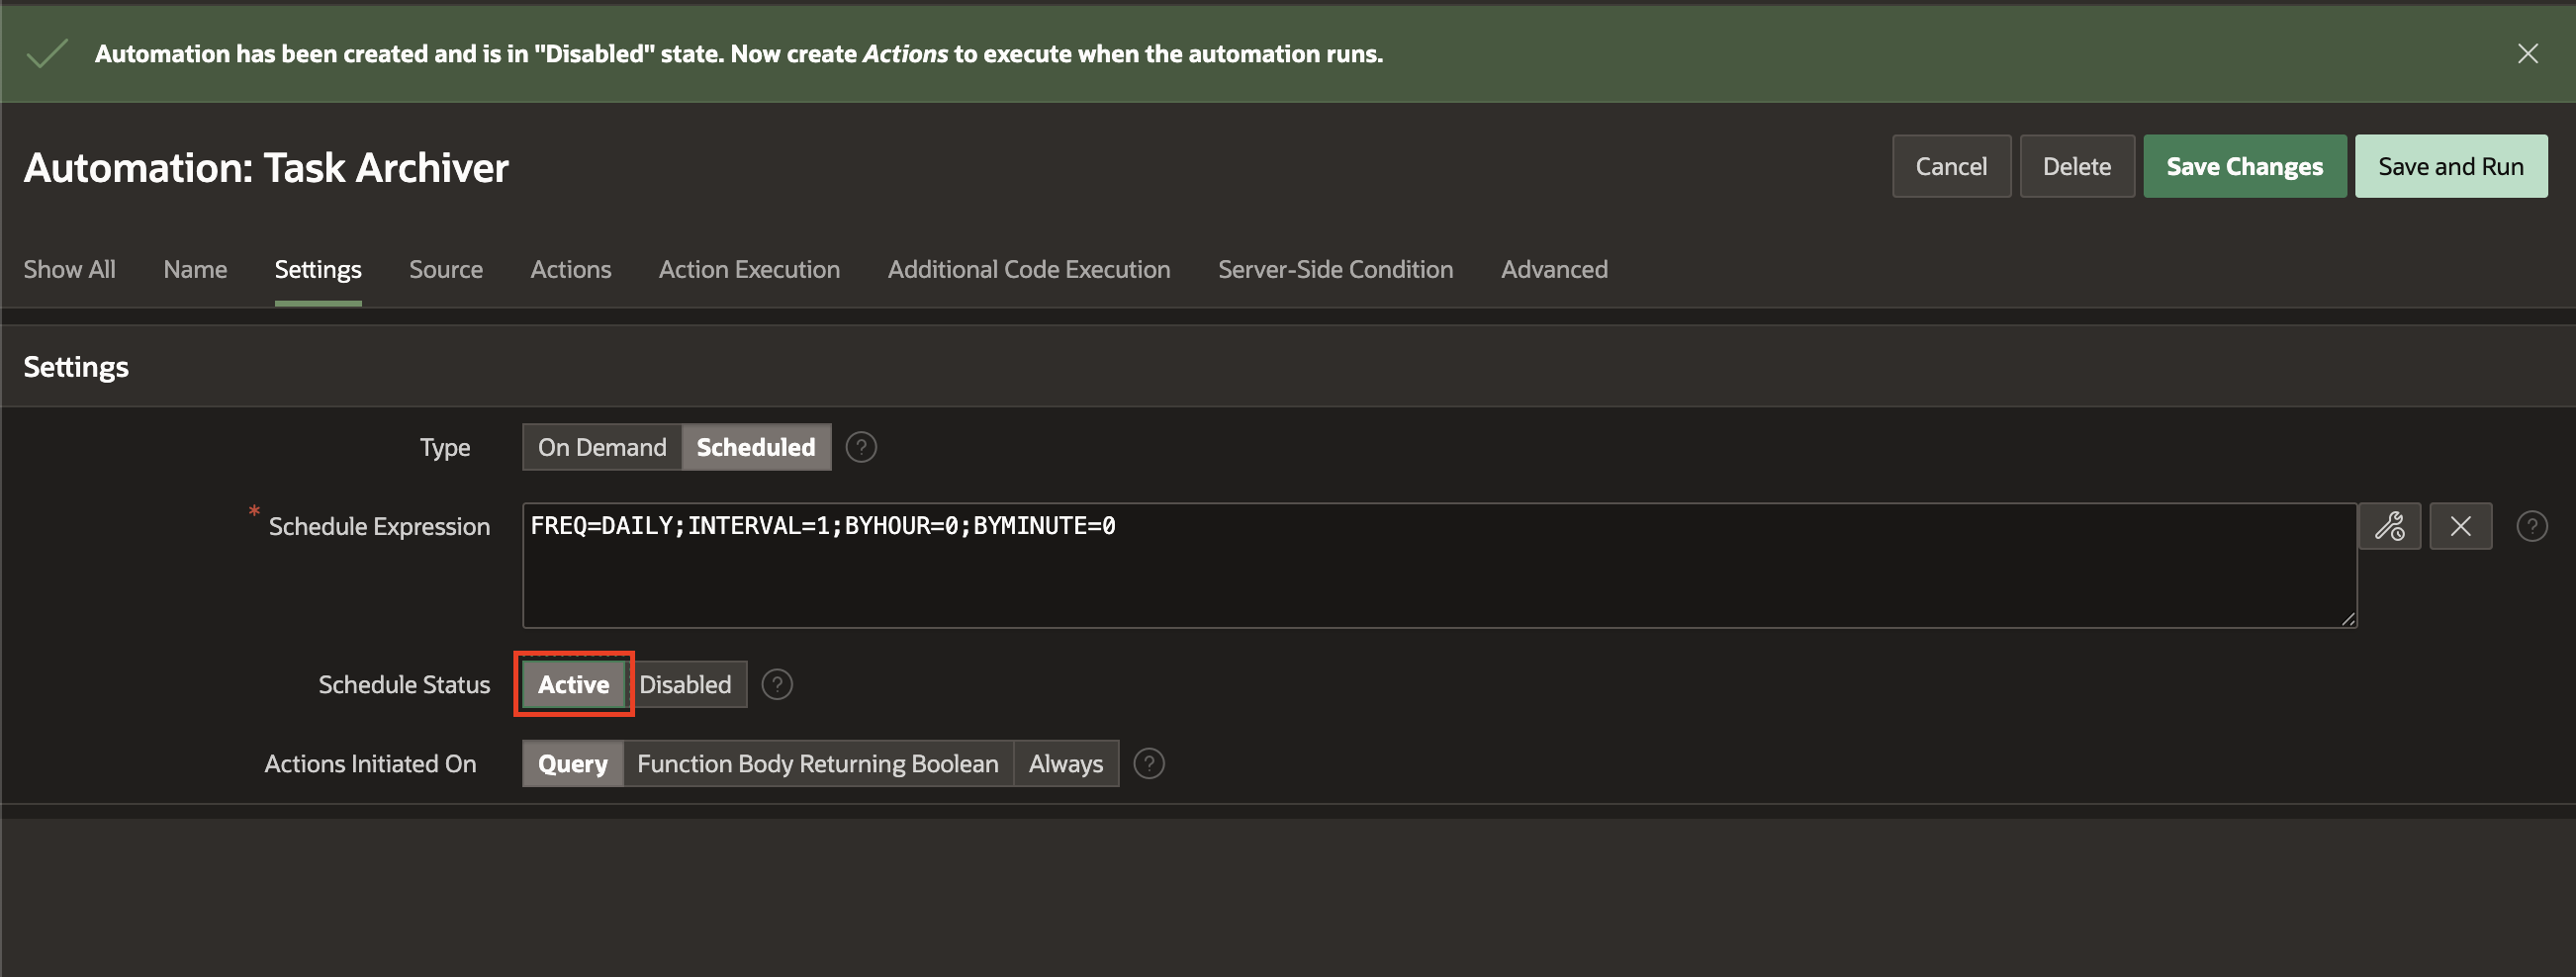 Automation has been created and is in "Disabled" state. Now create Actions to execute when the automation runs.
Automation: Task Archiver
Cancel Delete Save Changes Save and Run
Show All Name Settings Source Actions Action Execution Additional Code Execution Server-Side Condition Advanced
Settings
Type On Demand Scheduled ?
* Schedule Expression FREQ=DAILY;INTERVAL=1;BYHOUR=0;BYMINUTE=0 ?
Schedule Status Active Disabled ?
Actions Initiated On Query Function Body Returning Boolean Always ?